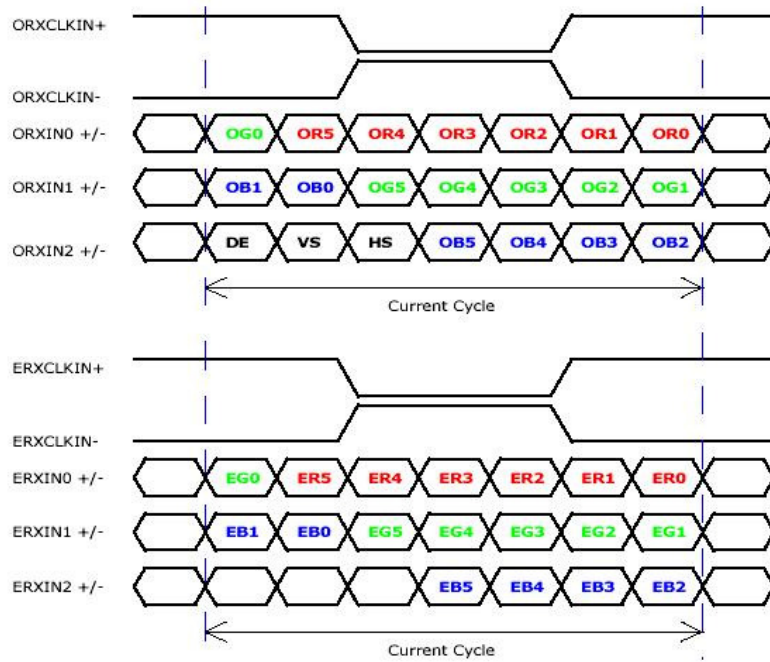 ORXCLKIN+
ORXCLKIN-
ORXIN0 +/- OG0 OR5 OR4 OR3 OR2 OR1 OR0
ORXIN1 +/- OB1 OB0 OG5 OG4 OG3 OG2 OG1
ORXIN2 +/- DE VS HS OB5 OB4 OB3 OB2
Current Cycle
ERXCLKIN+
ERXCLKIN-
ERXIN0 +/- EG0 ER5 ER4 ER3 ER2 ER1 ER0
ERXIN1 +/- EB1 EB0 EG5 EG4 EG3 EG2 EG1
ERXIN2 +/- EB5 EB4 EB3 EB2
Current Cycle